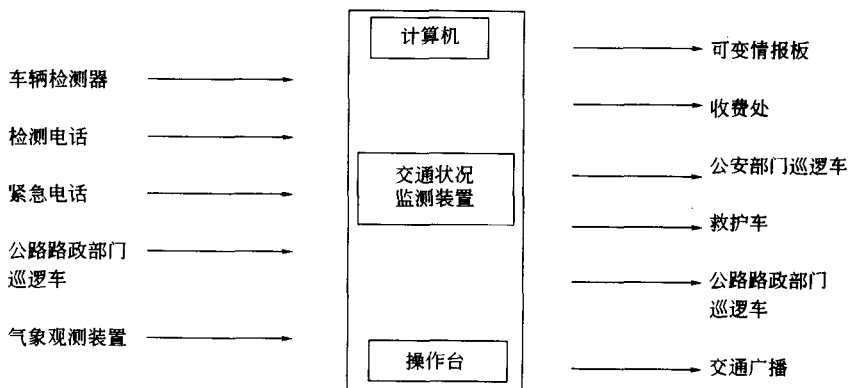 车辆检测器
检测电话
紧急电话
公路路政部门
巡逻车
气象观测装置
计算机
交通状况
监测装置
操作台
可变情报板
收费处
公安部门巡逻车
救护车
公路路政部门
巡逻车
交通广播